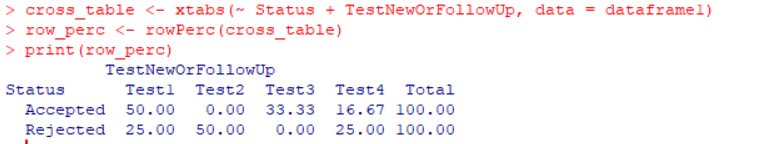 > cross_table <- xtabs(~ Status + TestNewOrFollowUp, data = dataframe1)
> row_perc <- rowPerc(cross_table)
> print(row_perc)
TestNewOrFollowUp
Status Test1 Test2 Test3 Test4 Total
Accepted 50.00 0.00 33.33 16.67 100.00
Rejected 25.00 50.00 0.00 25.00 100.00